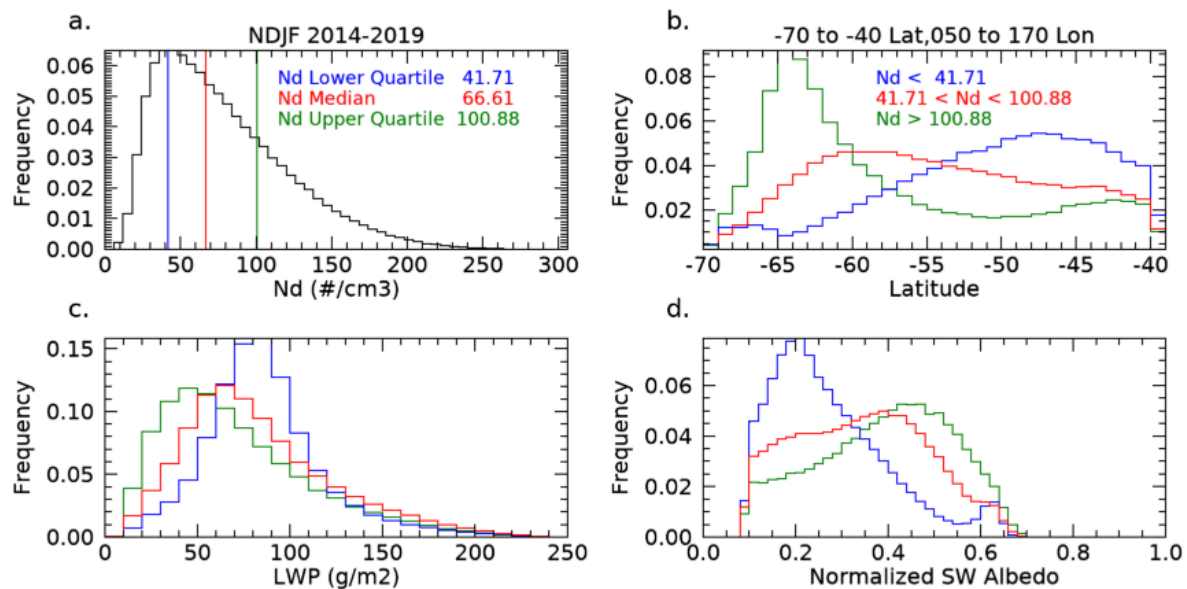 a.
NDJF 2014-2019
Nd Lower Quartile 41.71
Nd Median 66.61
Nd Upper Quartile 100.88
Frequency
0.06
0.05
0.04
0.03
0.02
0.01
0.00
0 50 100 150 200 250 300
Nd (#/cm3)
b.
-70 to -40 Lat,050 to 170 Lon
Nd < 41.71
41.71 < Nd < 100.88
Nd > 100.88
Frequency
0.08
0.06
0.04
0.02
-70 -65 -60 -55 -50 -45 -40
Latitude
c.
Frequency
0.15
0.10
0.05
0.00
0 50 100 150 200 250
LWP (g/m2)
d.
Frequency
0.06
0.04
0.02
0.00
0.0 0.2 0.4 0.6 0.8 1.0
Normalized SW Albedo